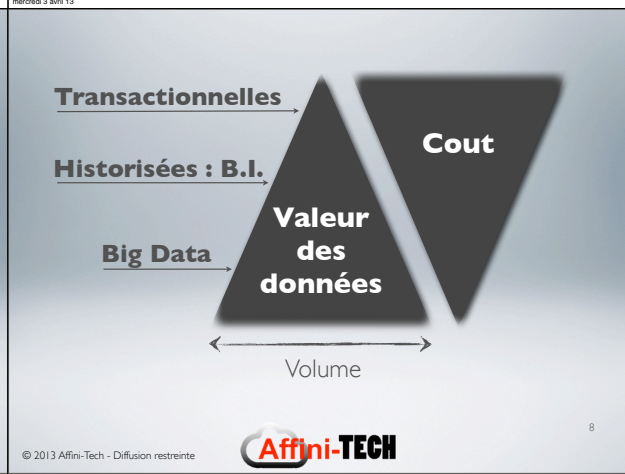 mercredi 3 avril 13
Transactionnelles
Cout
Historisées : B.I.
Valeur
des
données
Big Data
Volume
8
© 2013 Affini-Tech - Diffusion restreinte
Affini-TECH